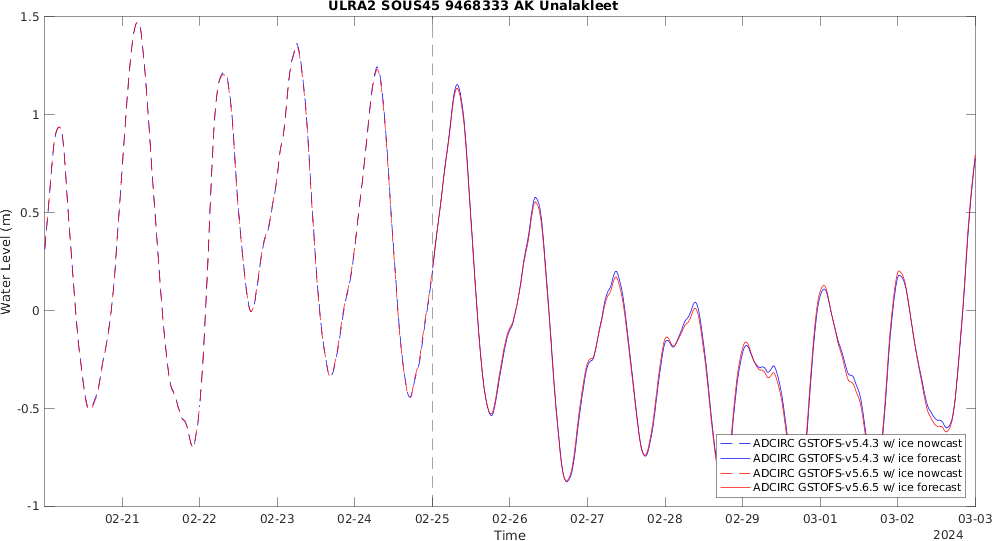 ULRA2 SOUS45 9468333 AK Unalakleet
Water Level (m)
1.5
1
0.5
0
-0.5
-1
ADCIRC GSTOFS-v5.4.3 w/ ice nowcast
ADCIRC GSTOFS-v5.4.3 w/ ice forecast
ADCIRC GSTOFS-v5.6.5 w/ ice nowcast
ADCIRC GSTOFS-v5.6.5 w/ ice forecast
02-21 02-22 02-23 02-24 02-25 02-26 02-27 02-28 02-29 03-01 03-02 03-03
Time
2024